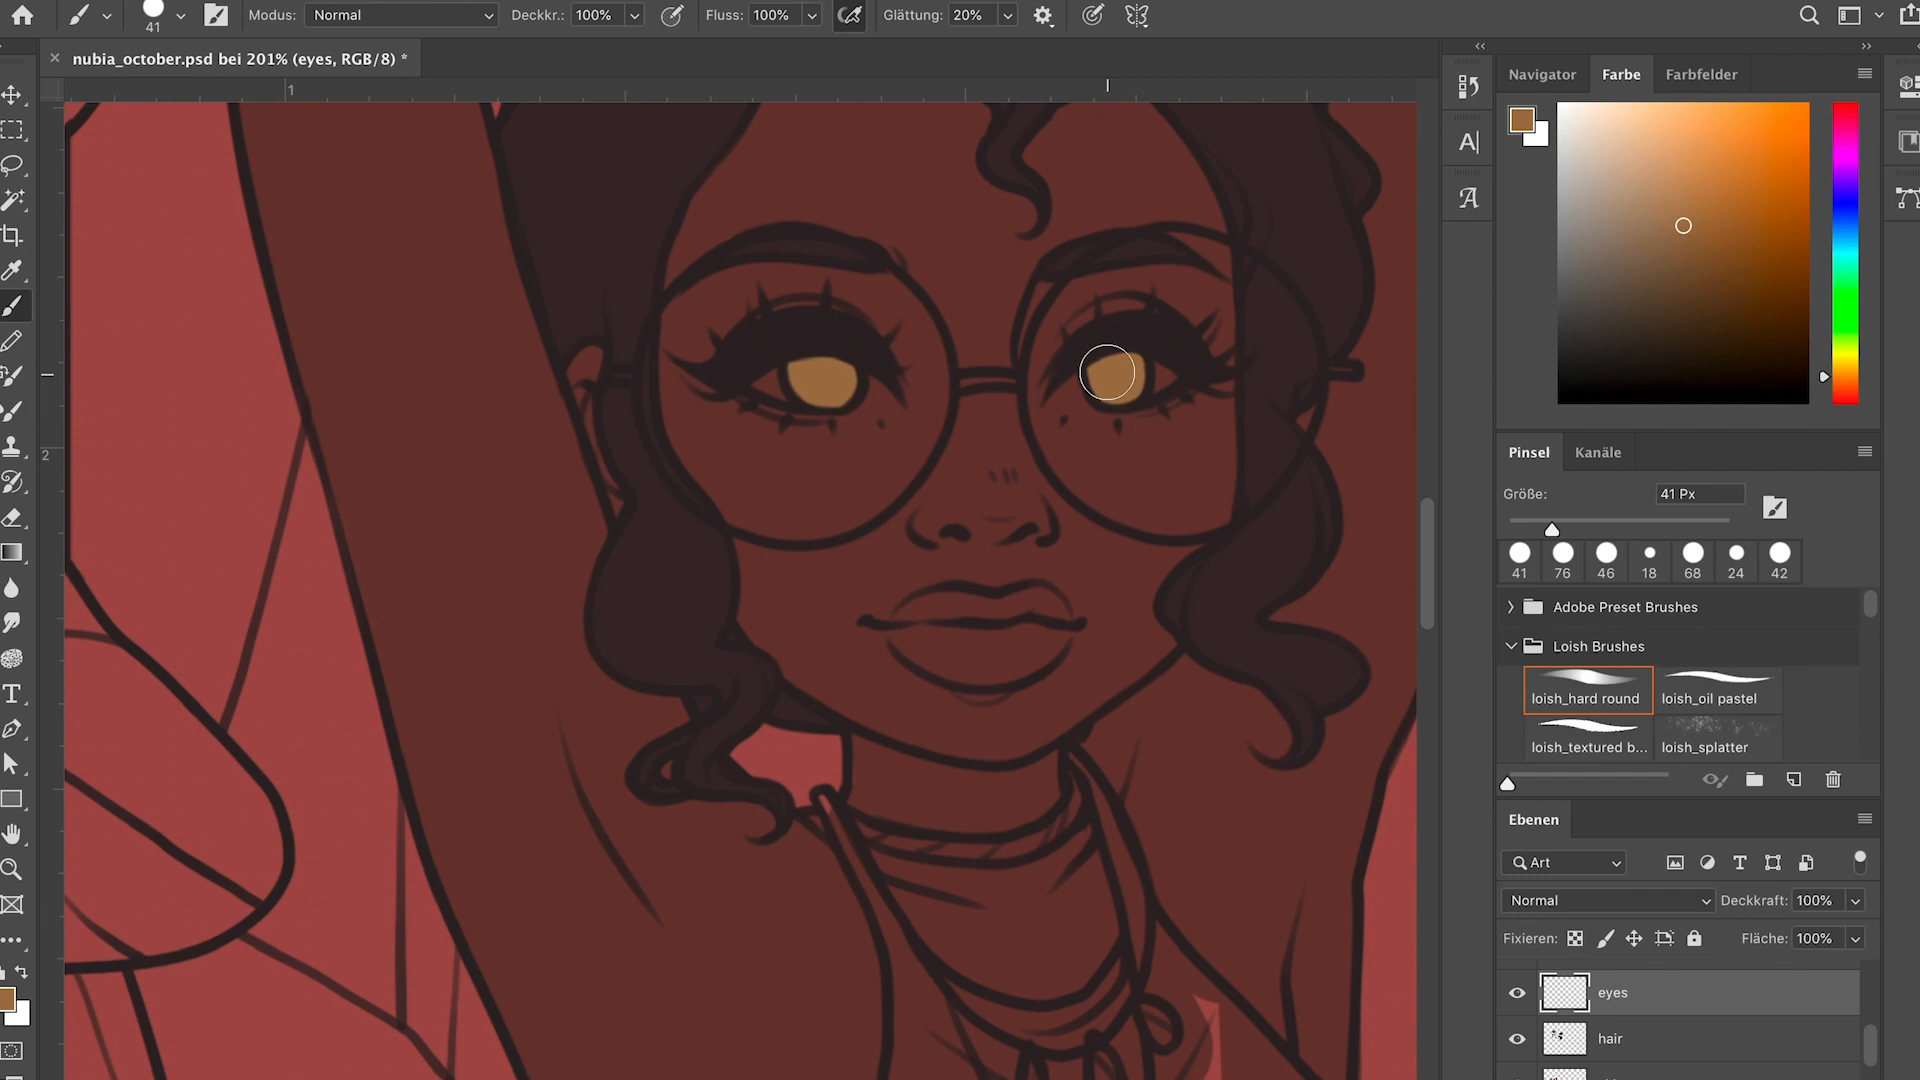 41
Modus: Normal
Deckkr.: 100%
Fluss: 100%
Glättung: 20%
nubia_october.psd bei 201% (eyes, RGB/8) *
1
2
Navigator
Farbe
Farbfelder
Pinsel
Kanäle
Größe: 41 Px
41 76 46 18 68 24 42
Adobe Preset Brushes
Loish Brushes
loish_hard round
loish_oil pastel
loish_textured b...
loish_splatter
Ebenen
Art
Normal
Deckkraft: 100%
Fixieren:
Fläche: 100%
eyes
hair